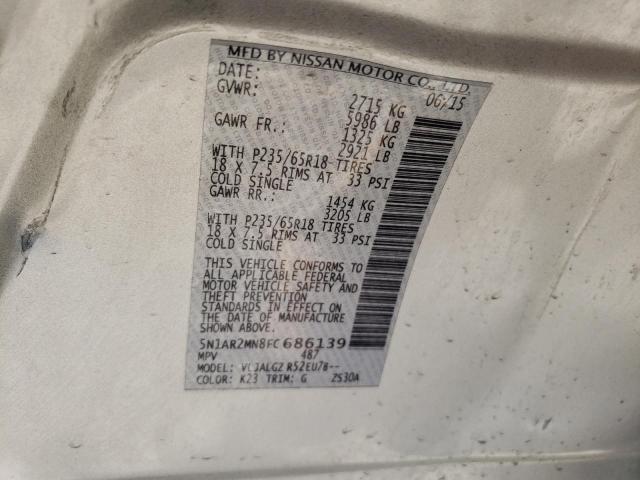 MFD BY NISSAN MOTOR CO., LTD.
DATE: 06/15
GVWR: 2715 KG
5986 LB
GAWR FR.: 1325 KG
2921 LB
WITH P235/65R18 TIRES
18 X 7.5 RIMS AT 33 PSI
COLD SINGLE
GAWR RR.: 1454 KG
3205 LB
WITH P235/65R18 TIRES
18 X 7.5 RIMS AT 33 PSI
COLD SINGLE
THIS VEHICLE CONFORMS TO
ALL APPLICABLE FEDERAL
MOTOR VEHICLE SAFETY AND
THEFT PREVENTION
STANDARDS IN EFFECT ON
THE DATE OF MANUFACTURE
SHOWN ABOVE.
5N1AR2MN8FC686139
MPV 487
MODEL: R52EU78--
COLOR: K23 TRIM: G ZS30A